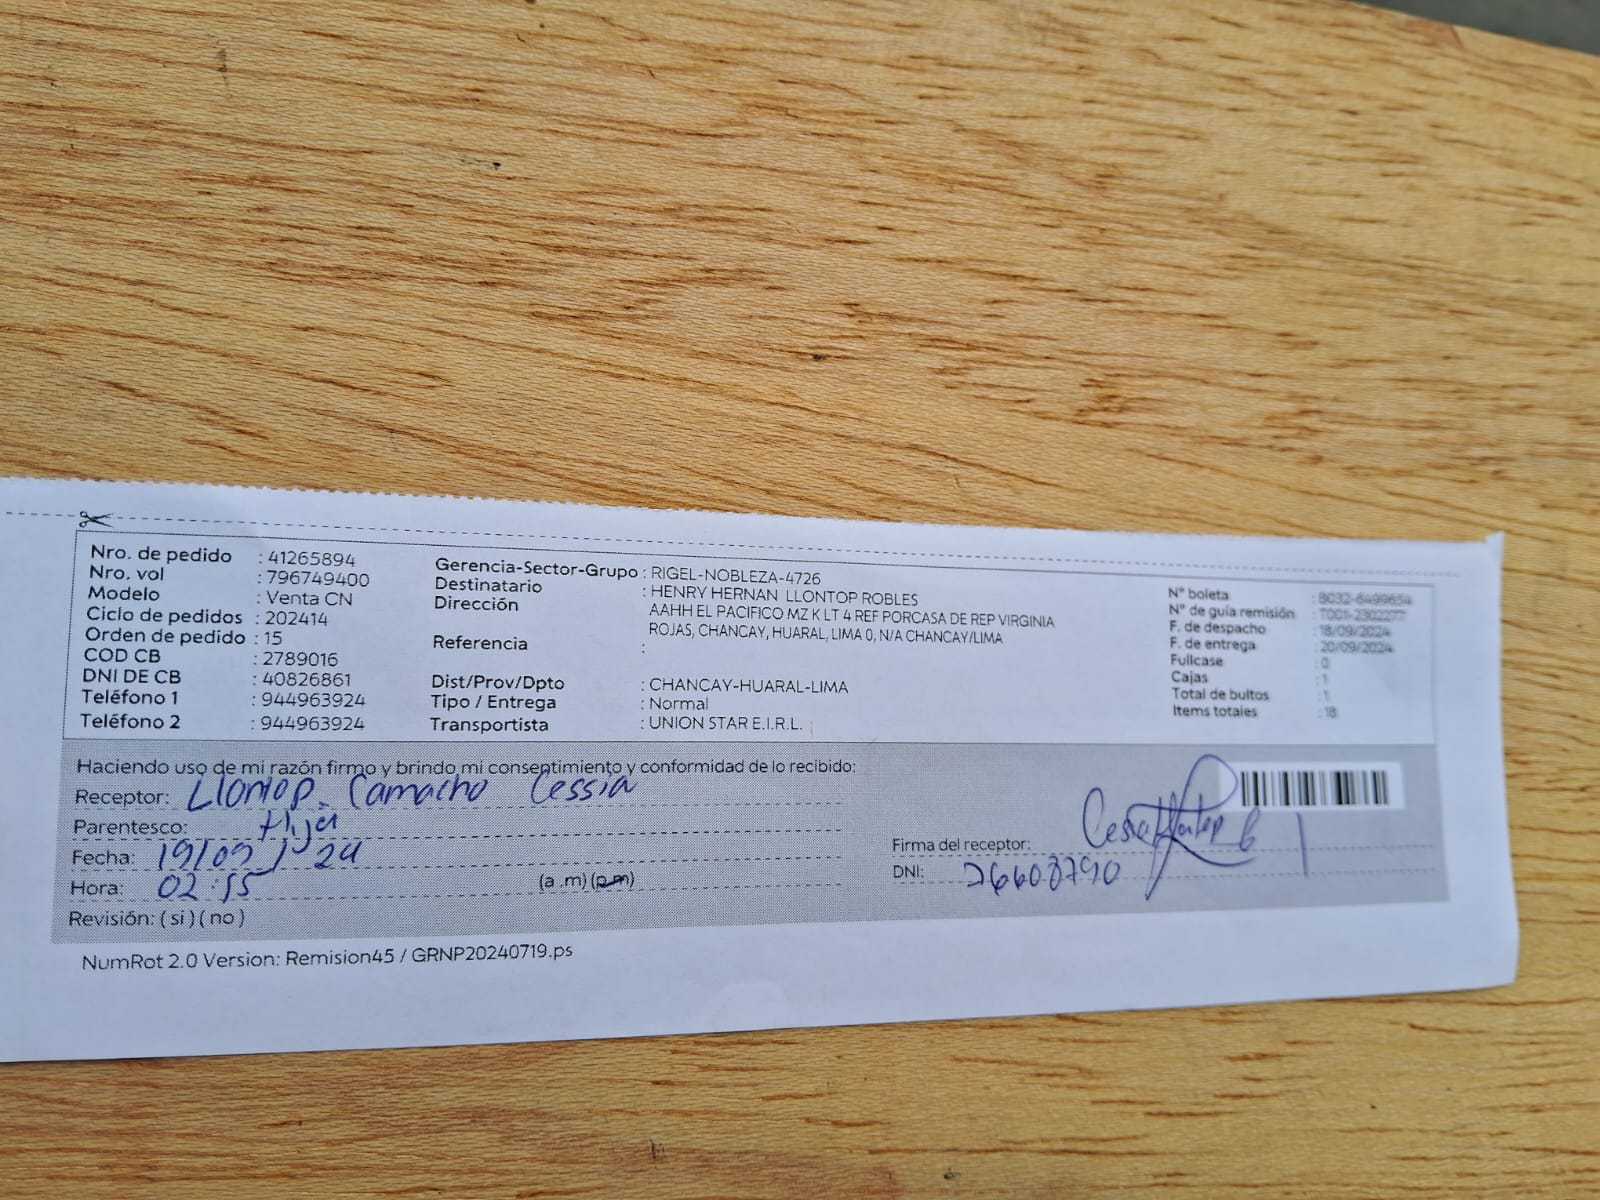 Nro. de pedido : 41265894
Nro. vol : 796749400
Modelo : Venta CN
Ciclo de pedidos : 202414
Orden de pedido : 15
COD CB : 2789016
DNI DE CB : 40826861
Teléfono 1 : 944963924
Teléfono 2 : 944963924
Gerencia-Sector-Grupo : RIGEL-NOBLEZA-4726
Destinatario : HENRY HERNAN LLONTOP ROBLES
Dirección AAHH EL PACIFICO MZ K LT 4 REF PORCASA DE REP VIRGINIA
ROJAS, CHANCAY, HUARAL, LIMA 0, N/A CHANCAY/LIMA
Referencia :
Dist/Prov/Dpto : CHANCAY-HUARAL-LIMA
Tipo / Entrega : Normal
Transportista : UNION STAR E.I.R.L.
N° boleta : B032-6499654
N° de guía remisión : T001-2302277
F. de despacho : 18/09/2024
F. de entrega : 20/09/2024
Fullcase : 0
Cajas : 1
Total de bultos : 1
Items totales : 18
Haciendo uso de mi razón firmo y brindo mi consentimiento y conformidad de lo recibido:
Receptor: Llontop Camacho Cessia
Parentesco: Hija
Fecha: 19/09/24
Hora: 02:55 (a .m) (p.m)
Revisión: ( si ) ( no )
Firma del receptor: Cessia Llontop C
DNI: 76608790
NumRot 2.0 Version: Remision45 / GRNP20240719.ps